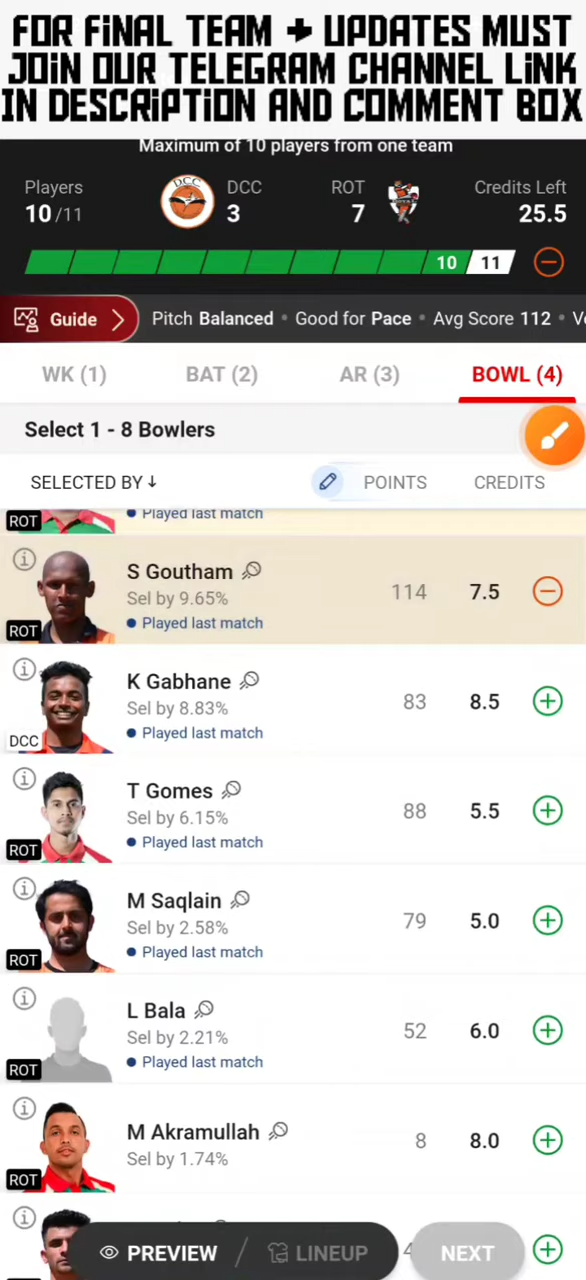 FOR FiNAL TEAM + UPDATES MUST
JOiN OUR TELEGRAM CHANNEL LiNK
IN DESCRiPTiON AND COMMENT BOX
Maximum of 10 players from one team
Players DCC ROT Credits Left
10/11 DCC 3 7 25.5
10 11
Guide Pitch Balanced • Good for Pace • Avg Score 112 •
WK (1) BAT (2) AR (3) BOWL (4)
Select 1 - 8 Bowlers
SELECTED BY ↓ POINTS CREDITS
ROT Played last match
S Goutham
Sel by 9.65% 114 7.5
ROT Played last match
K Gabhane
Sel by 8.83% 83 8.5
DCC Played last match
T Gomes
Sel by 6.15% 88 5.5
ROT Played last match
M Saqlain
Sel by 2.58% 79 5.0
ROT Played last match
L Bala
Sel by 2.21% 52 6.0
ROT Played last match
M Akramullah
Sel by 1.74% 8 8.0
ROT
PREVIEW / LINEUP NEXT